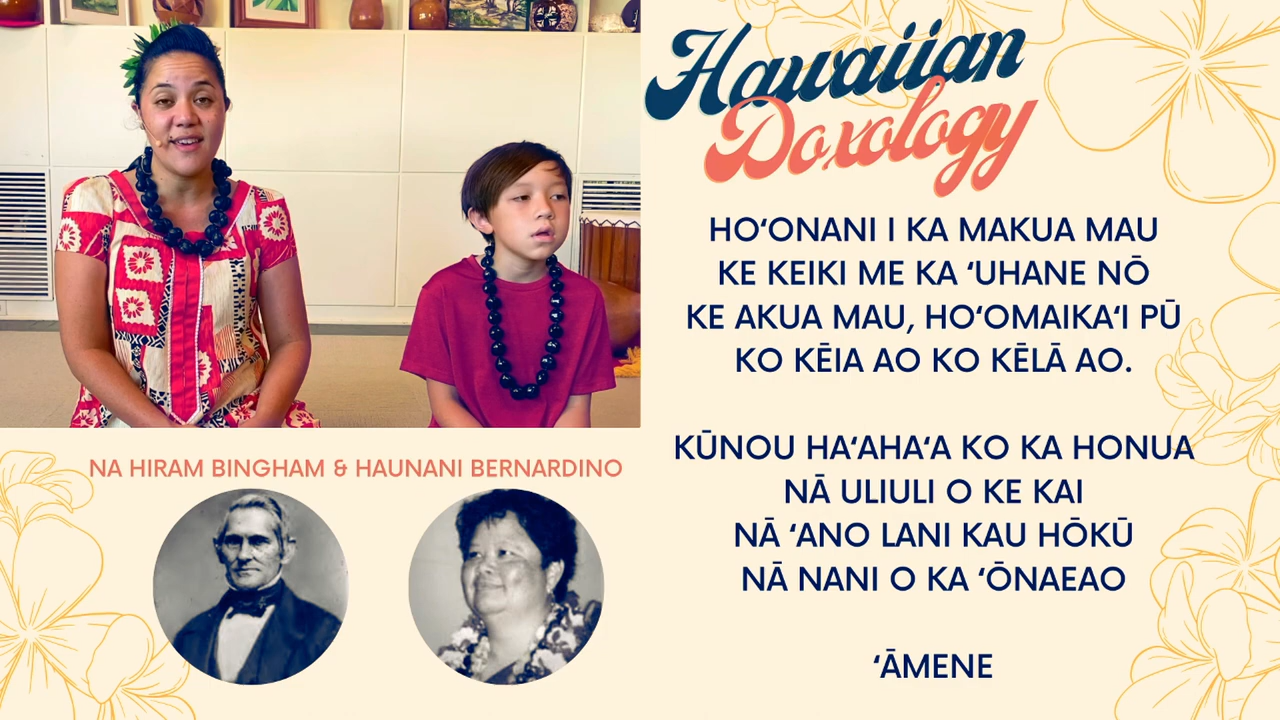 Hawaiian
Doxology
HOʻONANI I KA MAKUA MAU
KE KEIKI ME KA ʻUHANE NŌ
KE AKUA MAU, HOʻOMAIKAʻI PŪ
KO KĒIA AO KO KĒLĀ AO.
KŪNOU HAʻAHAʻA KO KA HONUA
NĀ ULIULI O KE KAI
NĀ ʻANO LANI KAU HŌKŪ
NĀ NANI O KA ʻŌNAEAO
ʻĀMENE
NA HIRAM BINGHAM & HAUNANI BERNARDINO